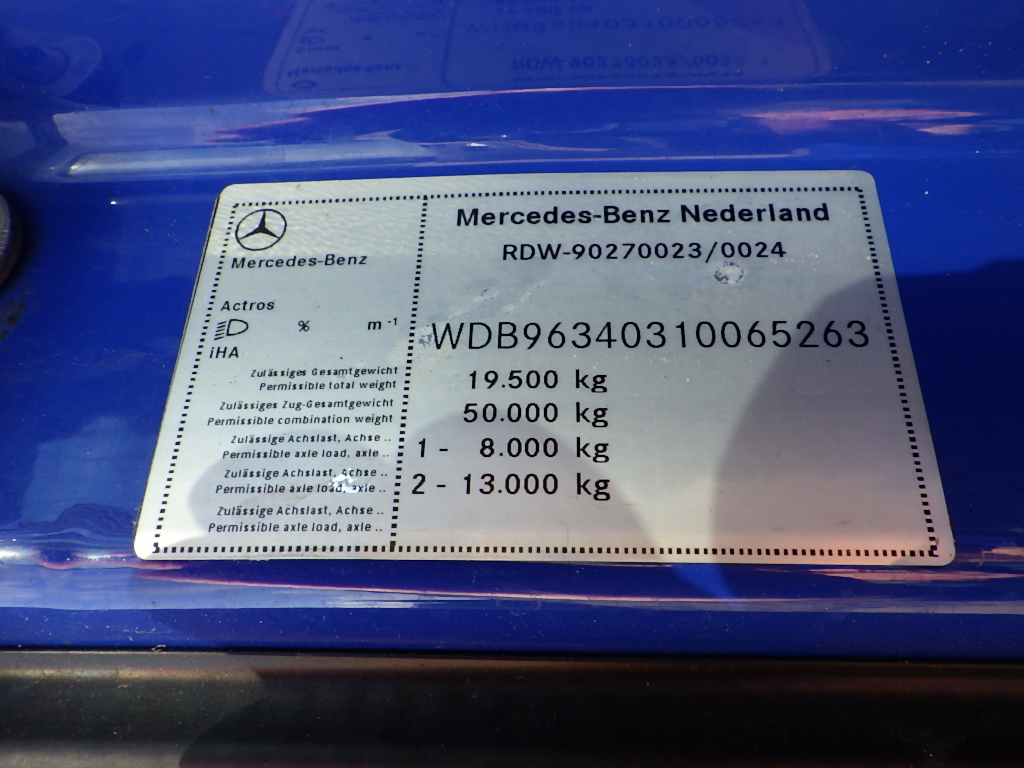 Mercedes-Benz
Mercedes-Benz Nederland
RDW-90270023/0024
Actros
% m -1
iHA
WDB96340310065263
Zulässiges Gesamtgewicht
Permissible total weight
19.500 kg
Zulässiges Zug-Gesamtgewicht
Permissible combination weight
50.000 kg
Zulässige Achslast, Achse ..
Permissible axle load, axle ..
1 - 8.000 kg
Zulässige Achslast, Achse ..
Permissible axle load, axle ..
2 - 13.000 kg
Zulässige Achslast, Achse ..
Permissible axle load, axle ..